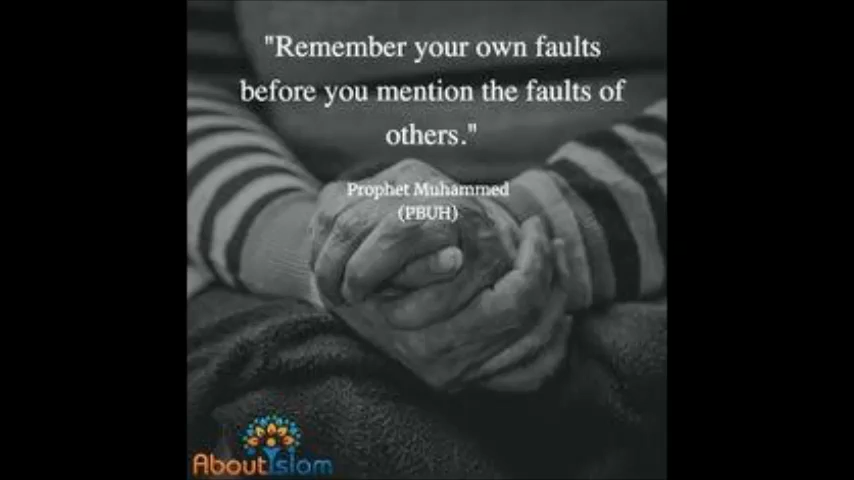 "Remember your own faults
before you mention the faults of
others."
Prophet Muhammed
(PBUH)
AboutIslam